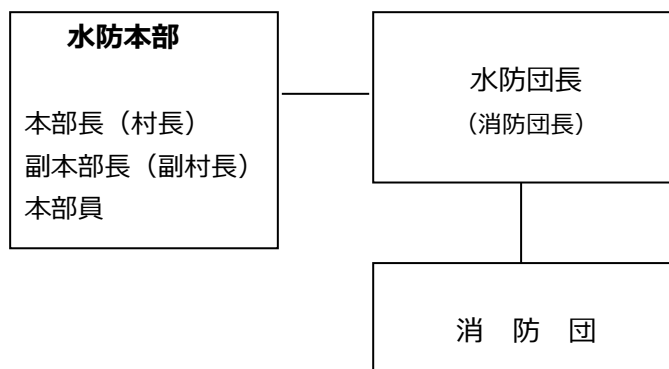 水防本部
本部長（村長）
副本部長（副村長）
本部員
水防団長
（消防団長）
消　防　団